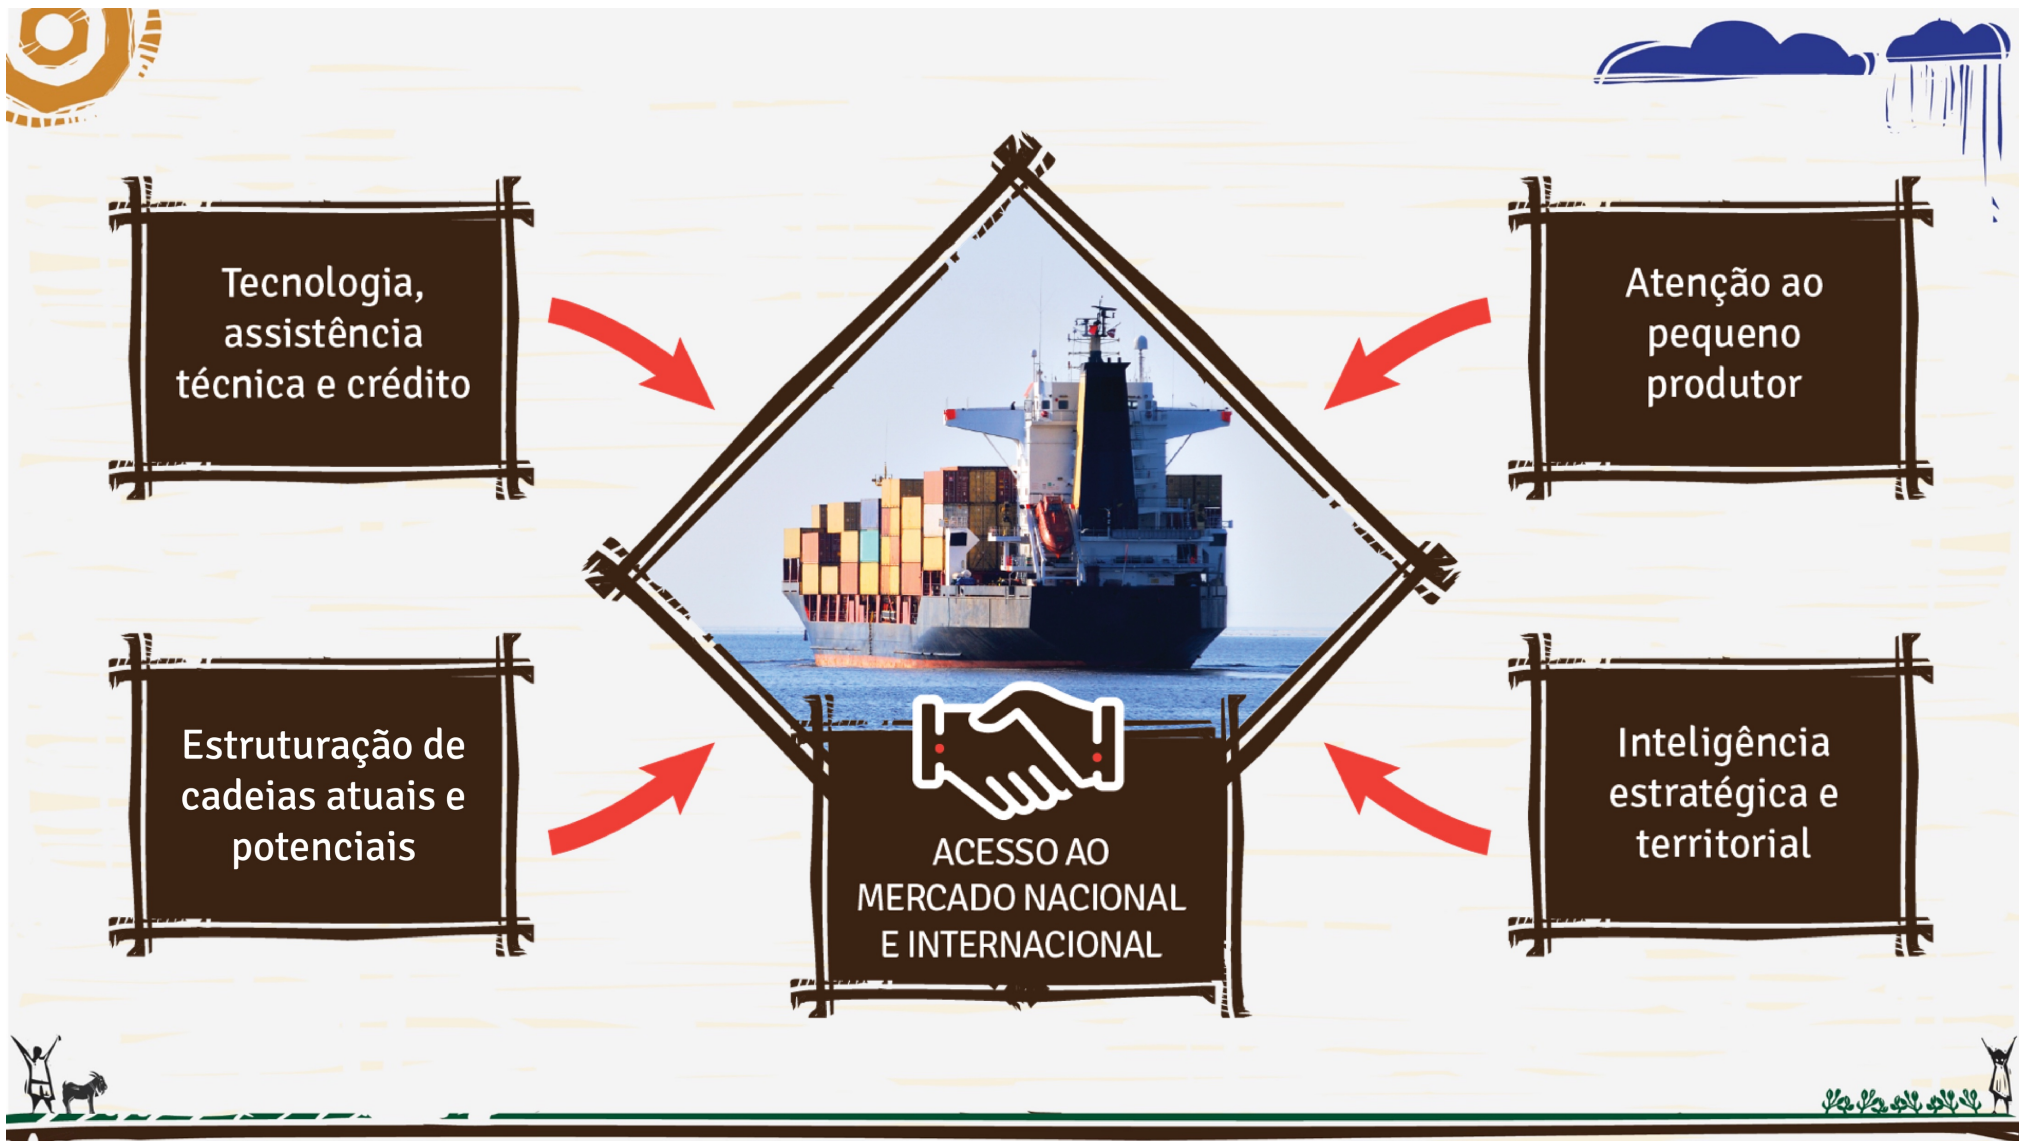 Tecnologia,
assistência
técnica e crédito
Atenção ao
pequeno
produtor
Estruturação de
cadeias atuais e
potenciais
Inteligência
estratégica e
territorial
ACESSO AO
MERCADO NACIONAL
E INTERNACIONAL